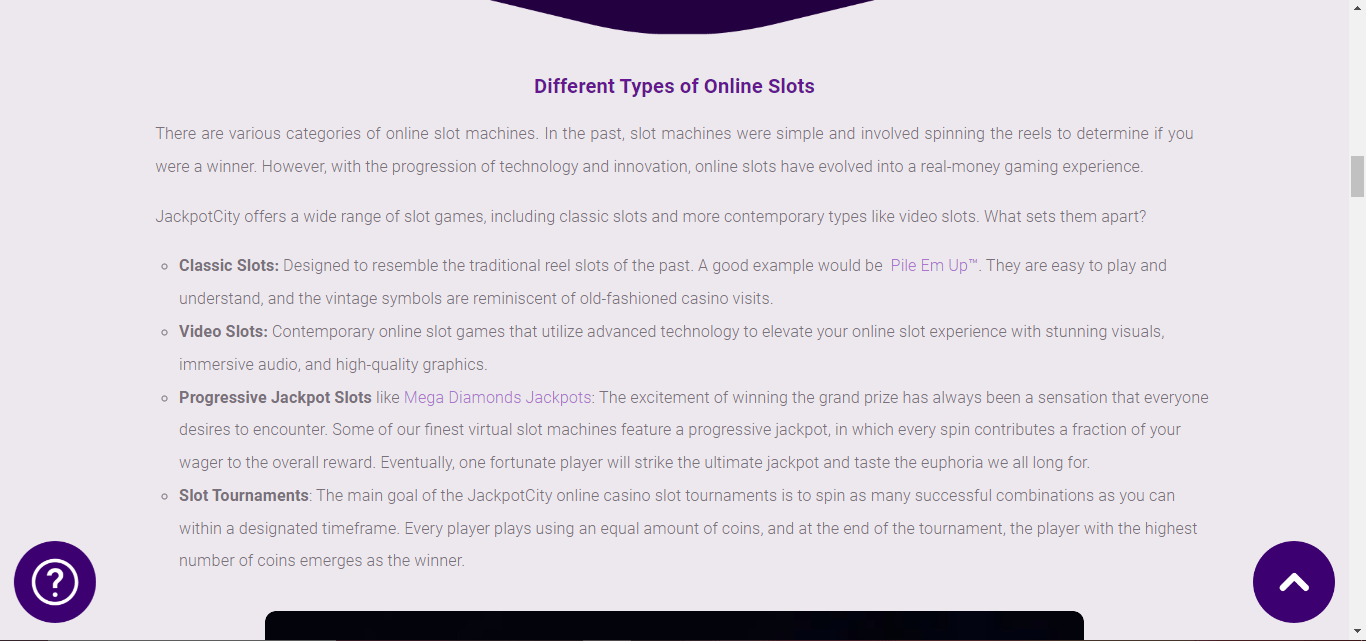 Different Types of Online Slots
There are various categories of online slot machines. In the past, slot machines were simple and involved spinning the reels to determine if you
were a winner. However, with the progression of technology and innovation, online slots have evolved into a real-money gaming experience.
JackpotCity offers a wide range of slot games, including classic slots and more contemporary types like video slots. What sets them apart?
Classic Slots: Designed to resemble the traditional reel slots of the past. A good example would be Pile Em Up™. They are easy to play and
understand, and the vintage symbols are reminiscent of old-fashioned casino visits.
Video Slots: Contemporary online slot games that utilize advanced technology to elevate your online slot experience with stunning visuals,
immersive audio, and high-quality graphics.
Progressive Jackpot Slots like Mega Diamonds Jackpots: The excitement of winning the grand prize has always been a sensation that everyone
desires to encounter. Some of our finest virtual slot machines feature a progressive jackpot, in which every spin contributes a fraction of your
wager to the overall reward. Eventually, one fortunate player will strike the ultimate jackpot and taste the euphoria we all long for.
Slot Tournaments: The main goal of the JackpotCity online casino slot tournaments is to spin as many successful combinations as you can
within a designated timeframe. Every player plays using an equal amount of coins, and at the end of the tournament, the player with the highest
number of coins emerges as the winner.
?